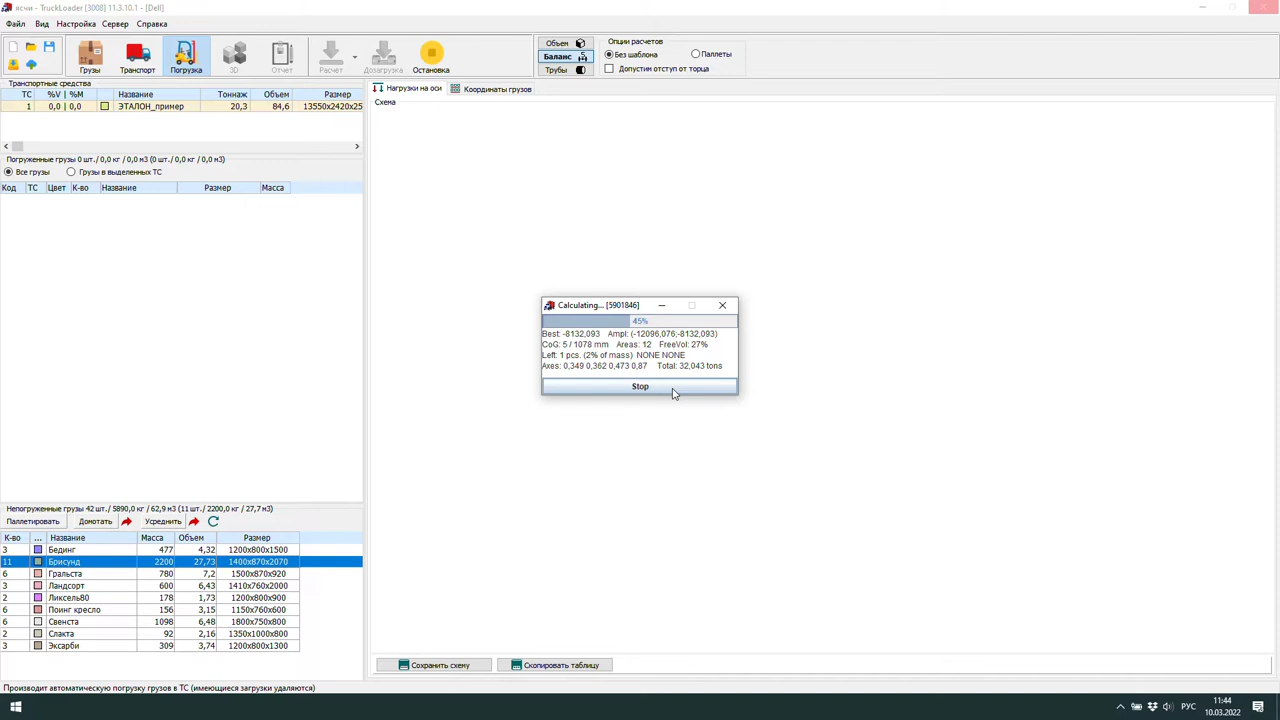 ясчи - TruckLoader [3008] 11.3.10.1 - [Dell]
Файл Вид Настройка Сервер Справка
Грузы Транспорт Погрузка 3D Отчет Расчет Дозагрузка Остановка
Объем
Баланс
Трубы
Опции расчетов
Без шаблона Паллеты
Допустим отступ от торца
Транспортные средства
ТС %V | %M Название Тоннаж Объем Размер
1 0,0 | 0,0 ЭТАЛОН_пример 20,3 84,6 13550x2420x25
Погруженные грузы 0 шт./ 0,0 кг / 0,0 м3 (0 шт./ 0,0 кг / 0,0 м3)
Все грузы Грузы в выделенных ТС
Код ТС Цвет К-во Название Размер Масса
Нагрузки на оси Координаты грузов
Схема
Calculating... [5901846]
45%
Best: -8132,093 Ampl: (-12096,076;-8132,093)
CoG: 5 / 1078 mm Areas: 12 FreeVol: 27%
Left: 1 pcs. (2% of mass) NONE NONE
Axes: 0,349 0,362 0,473 0,87 Total: 32,043 tons
Stop
Непогруженные грузы 42 шт./ 5890,0 кг / 62,9 м3 (11 шт./ 2200,0 кг / 27,7 м3)
Паллетировать Домотать Усреднить
К-во ... Название Масса Объем Размер
3 Бединг 477 4,32 1200x800x1500
11 Брисунд 2200 27,73 1400x870x2070
6 Гральста 780 7,2 1500x870x920
3 Ландсорт 600 6,43 1410x760x2000
2 Ликсель80 178 1,73 1200x800x900
6 Поинг кресло 156 3,15 1150x760x600
6 Свенста 1098 6,48 1800x750x800
2 Слакта 92 2,16 1350x1000x800
3 Эксарби 309 3,74 1200x800x1300
Сохранить схему Скопировать таблицу
Производит автоматическую погрузку грузов в ТС (имеющиеся загрузки удаляются)
РУС
11:44
10.03.2022